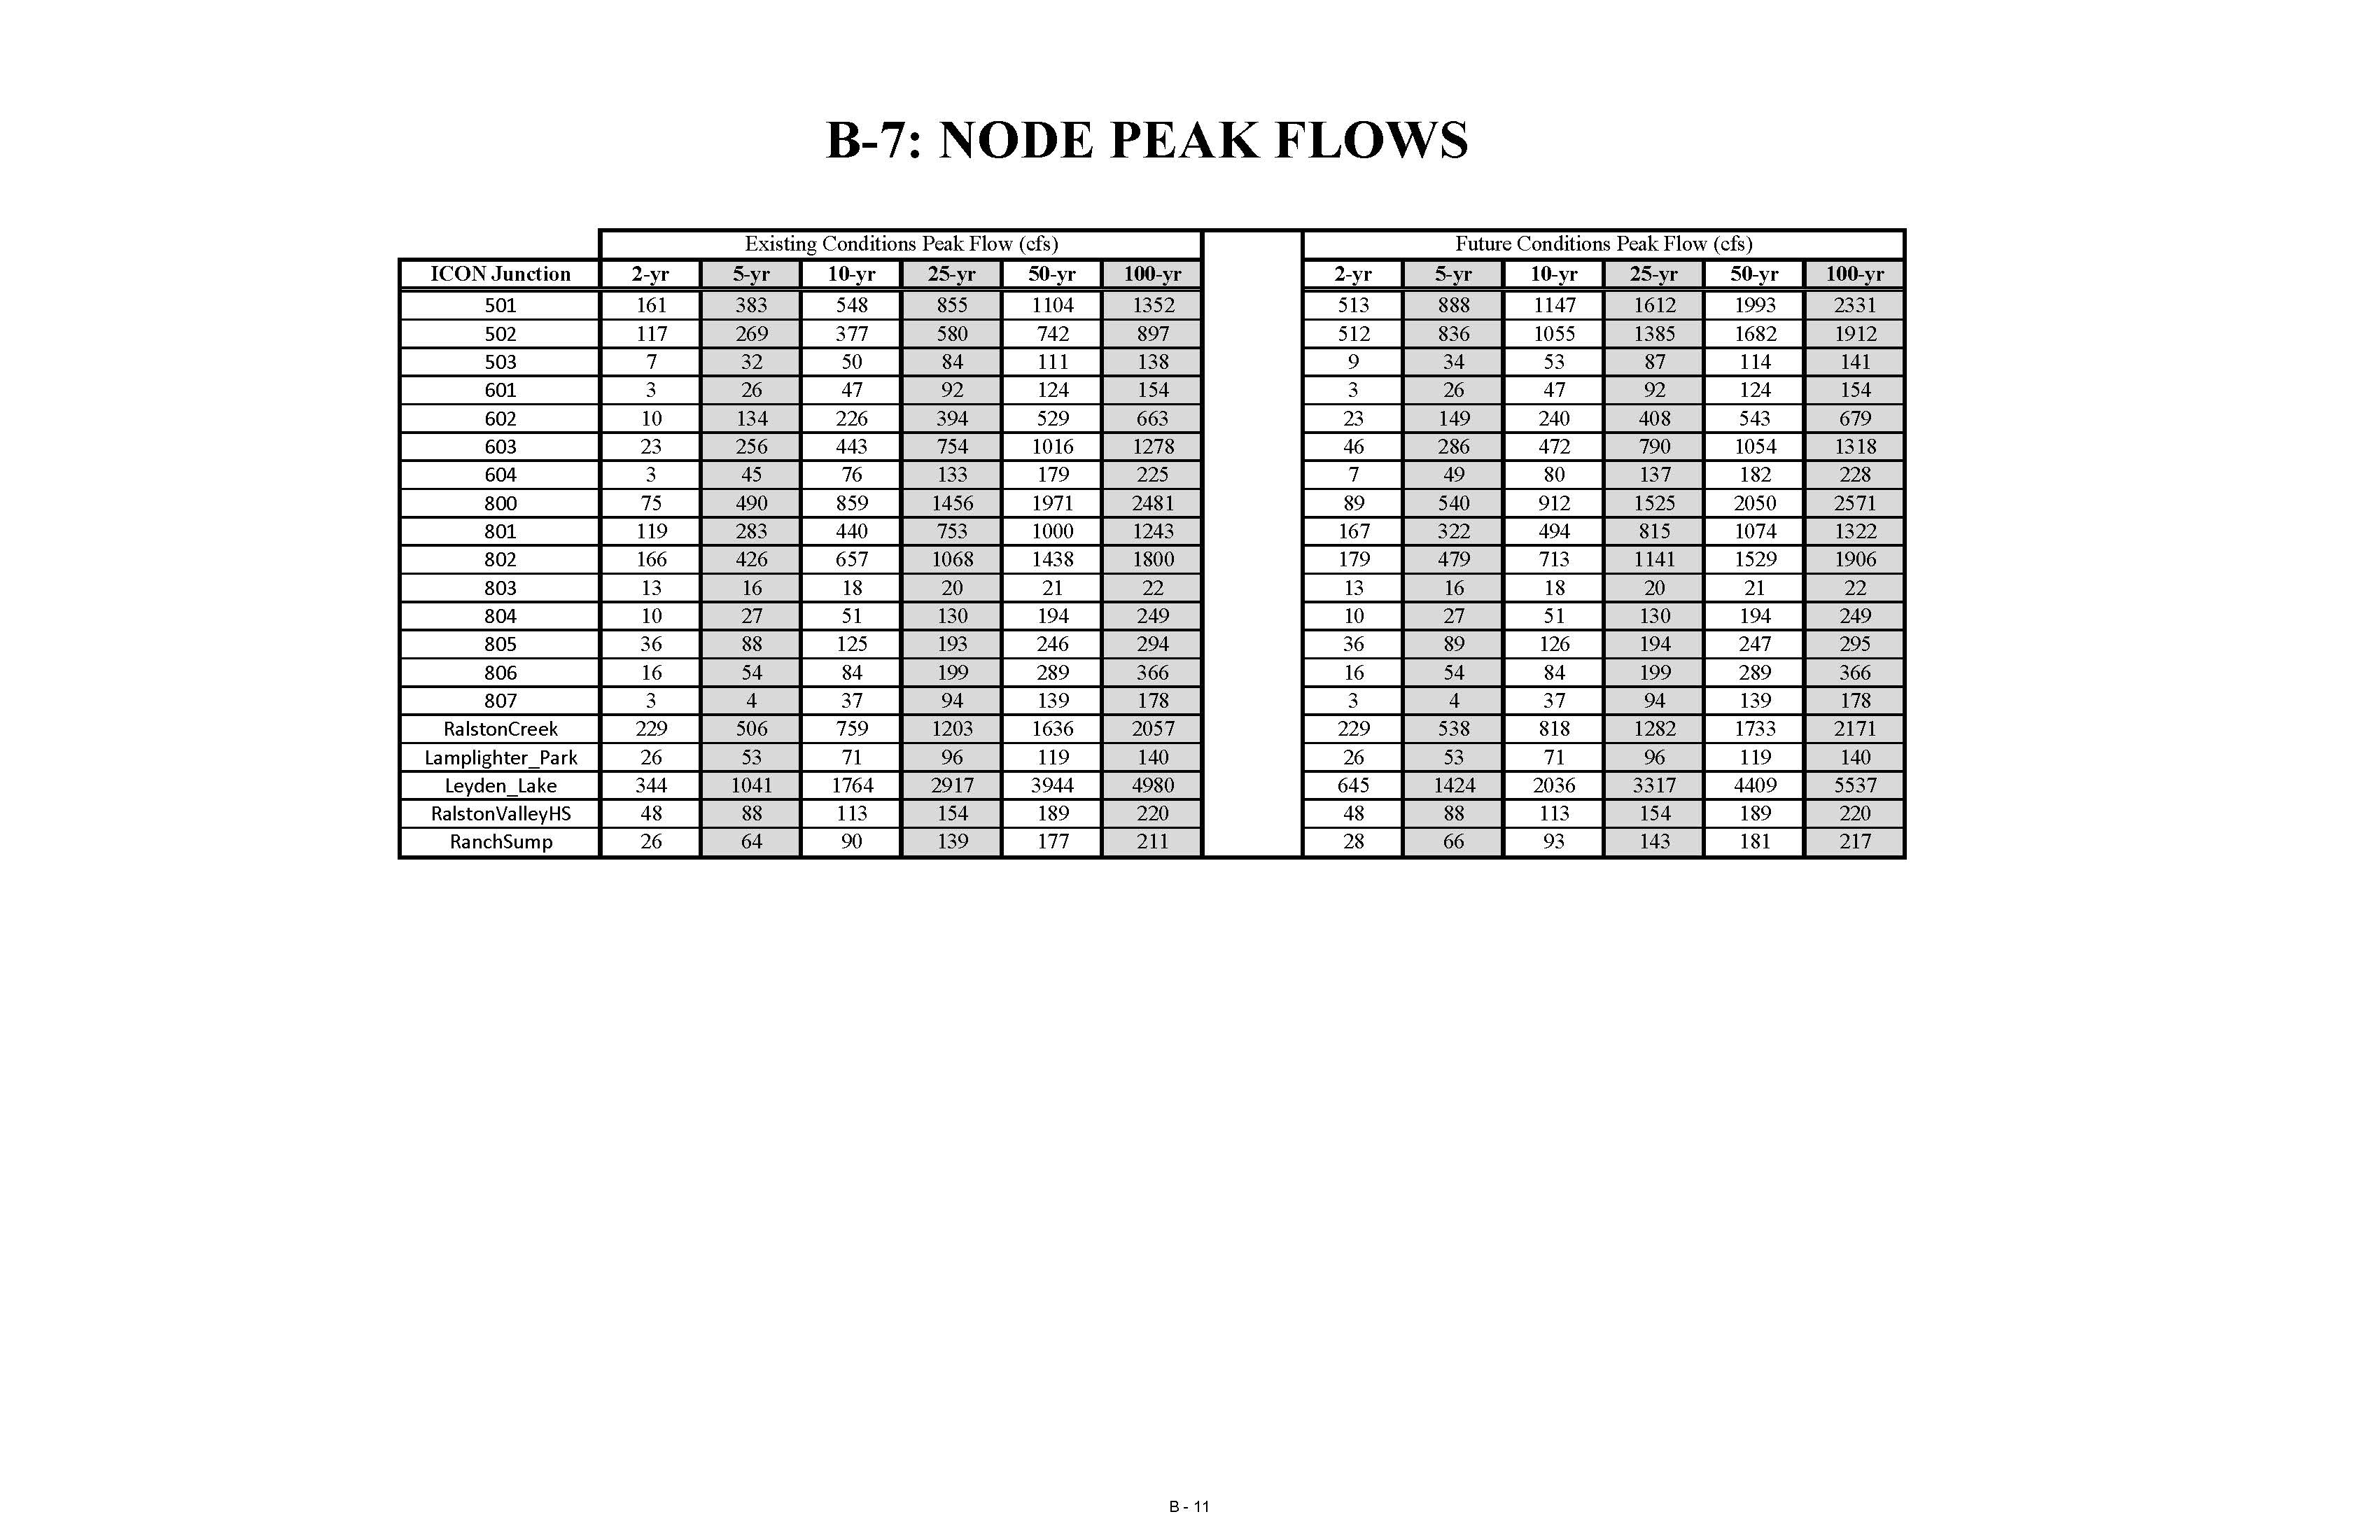 B-7: NODE PEAK FLOWS
Existing Conditions Peak Flow (cfs) Future Conditions Peak Flow (cfs)
ICON Junction 2-yr 5-yr 10-yr 25-yr 50-yr 100-yr 2-yr 5-yr 10-yr 25-yr 50-yr 100-yr
501 161 383 548 855 1104 1352 513 888 1147 1612 1993 2331
502 117 269 377 580 742 897 512 836 1055 1385 1682 1912
503 7 32 50 84 111 138 9 34 53 87 114 141
601 3 26 47 92 124 154 3 26 47 92 124 154
602 10 134 226 394 529 663 23 149 240 408 543 679
603 23 256 443 754 1016 1278 46 286 472 790 1054 1318
604 3 45 76 133 179 225 7 49 80 137 182 228
800 75 490 859 1456 1971 2481 89 540 912 1525 2050 2571
801 119 283 440 753 1000 1243 167 322 494 815 1074 1322
802 166 426 657 1068 1438 1800 179 479 713 1141 1529 1906
803 13 16 18 20 21 22 13 16 18 20 21 22
804 10 27 51 130 194 249 10 27 51 130 194 249
805 36 88 125 193 246 294 36 89 126 194 247 295
806 16 54 84 199 289 366 16 54 84 199 289 366
807 3 4 37 94 139 178 3 4 37 94 139 178
RalstonCreek 229 506 759 1203 1636 2057 229 538 818 1282 1733 2171
Lamplighter_Park 26 53 71 96 119 140 26 53 71 96 119 140
Leyden_Lake 344 1041 1764 2917 3944 4980 645 1424 2036 3317 4409 5537
RalstonValleyHS 48 88 113 154 189 220 48 88 113 154 189 220
RanchSump 26 64 90 139 177 211 28 66 93 143 181 217
B - 11